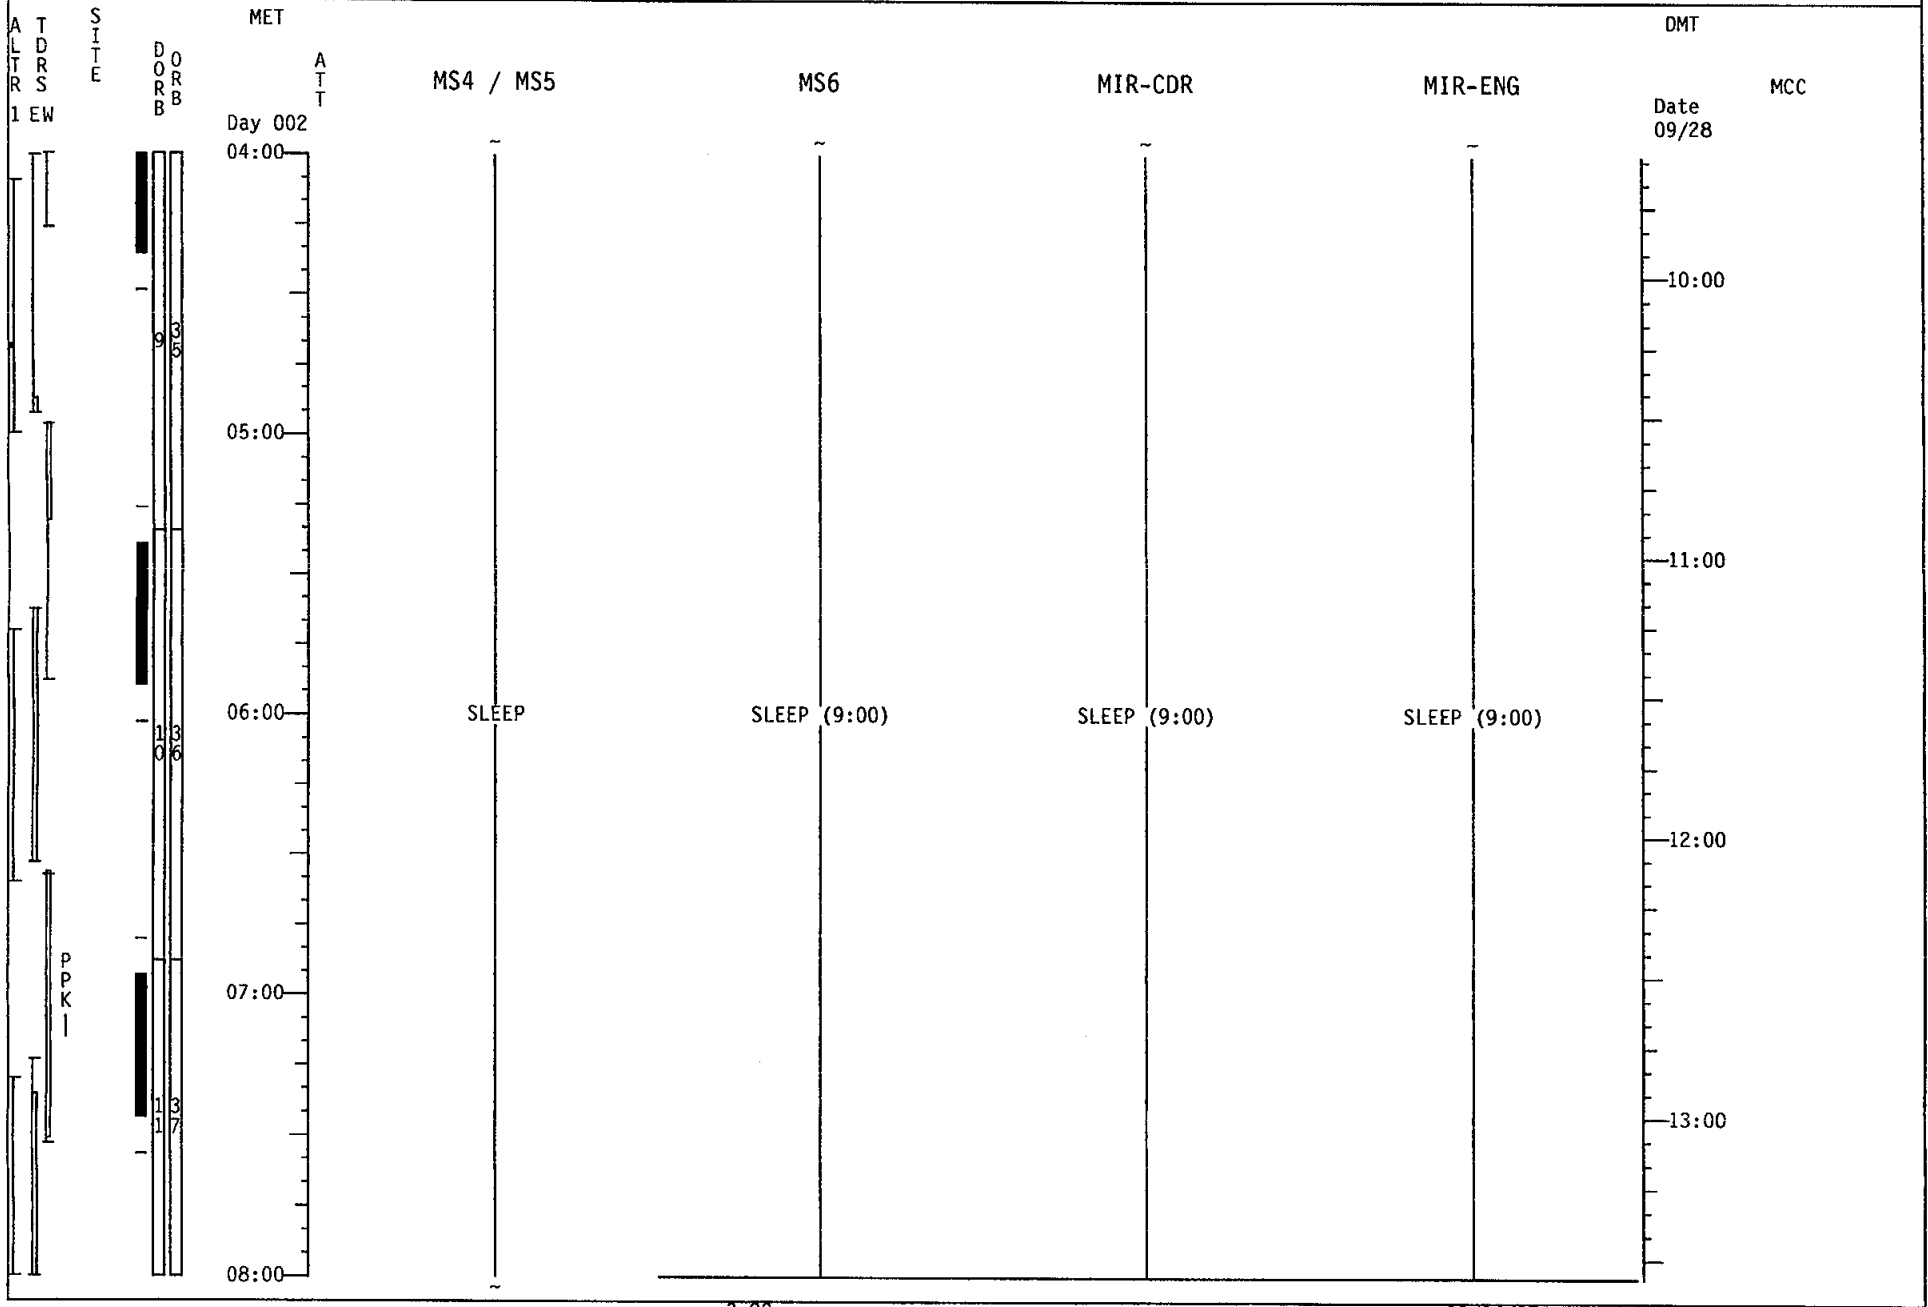 ALTR 1
TDRS EW
SITE
DORB
ORB
MET
ATT
MS4 / MS5
MS6
MIR-CDR
MIR-ENG
DMT
MCC
Day 002
Date
09/28
04:00
10:00
9
35
05:00
11:00
06:00
SLEEP
SLEEP (9:00)
SLEEP (9:00)
SLEEP (9:00)
10
36
12:00
PPK
07:00
11
37
13:00
08:00